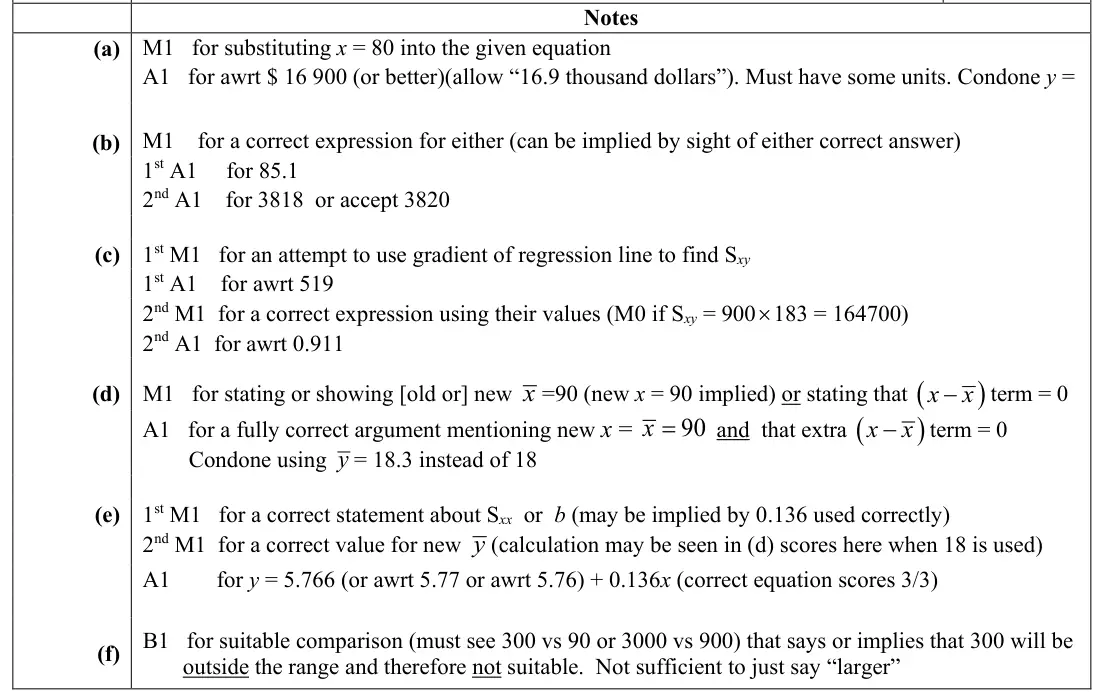 Notes
(a) M1 for substituting x = 80 into the given equation
A1 for awrt $ 16 900 (or better)(allow “16.9 thousand dollars”). Must have some units. Condone y =
(b) M1 for a correct expression for either (can be implied by sight of either correct answer)
1st A1 for 85.1
2nd A1 for 3818 or accept 3820
(c) 1st M1 for an attempt to use gradient of regression line to find Sxy
1st A1 for awrt 519
2nd M1 for a correct expression using their values (M0 if Sxy = 900 × 183 = 164700)
2nd A1 for awrt 0.911
(d) M1 for stating or showing [old or] new x̅ =90 (new x = 90 implied) or stating that (x − x̅) term = 0
A1 for a fully correct argument mentioning new x = x̅ = 90 and that extra (x − x̅) term = 0
Condone using y̅ = 18.3 instead of 18
(e) 1st M1 for a correct statement about Sxx or b (may be implied by 0.136 used correctly)
2nd M1 for a correct value for new y̅ (calculation may be seen in (d) scores here when 18 is used)
A1 for y = 5.766 (or awrt 5.77 or awrt 5.76) + 0.136x (correct equation scores 3/3)
(f) B1 for suitable comparison (must see 300 vs 90 or 3000 vs 900) that says or implies that 300 will be
outside the range and therefore not suitable. Not sufficient to just say “larger”